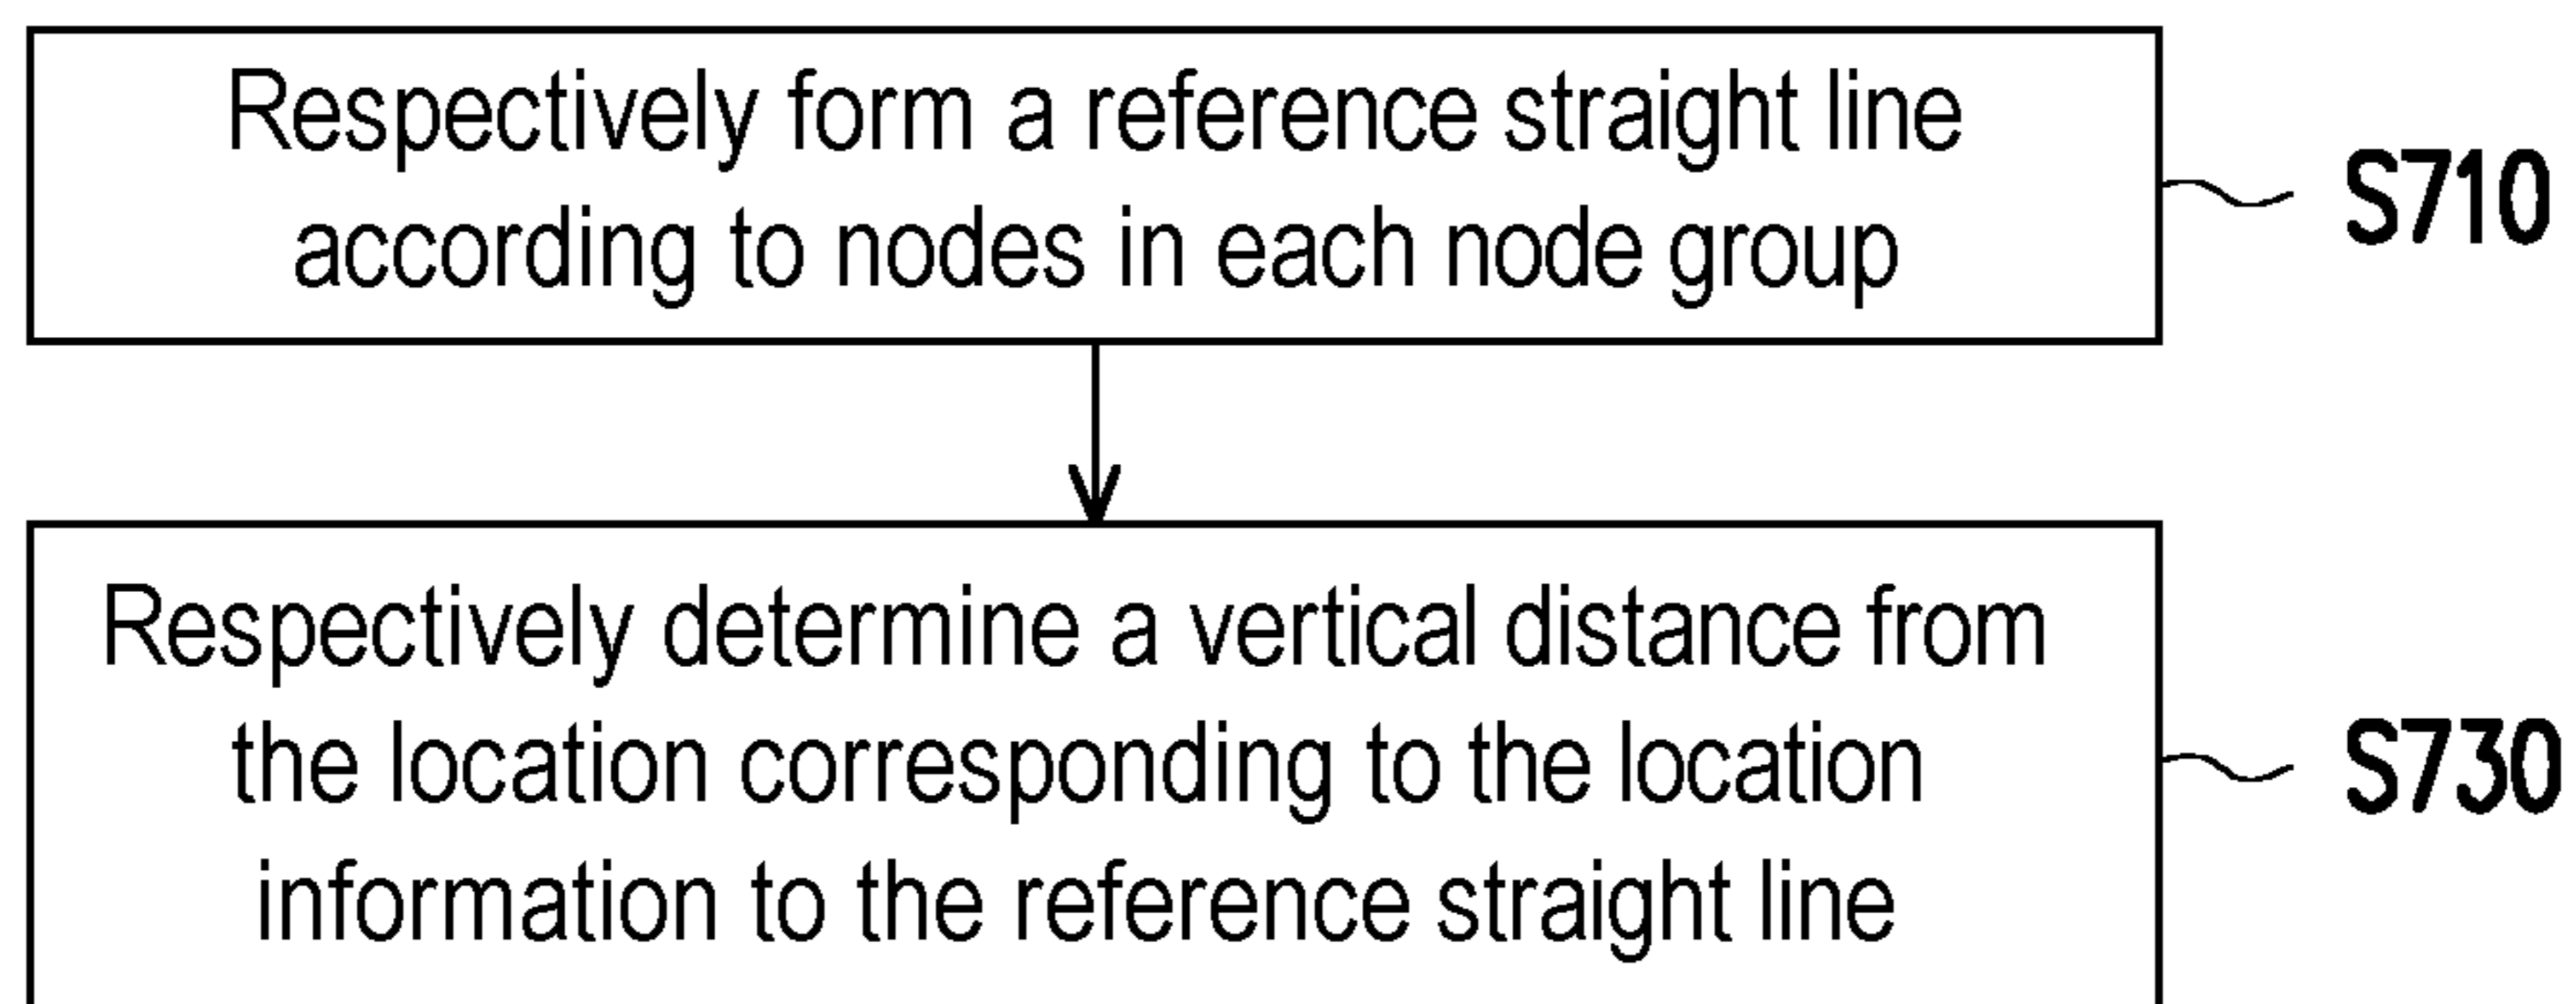 Respectively form a reference straight line
according to nodes in each node group
S710
Respectively determine a vertical distance from
the location corresponding to the location
information to the reference straight line
S730